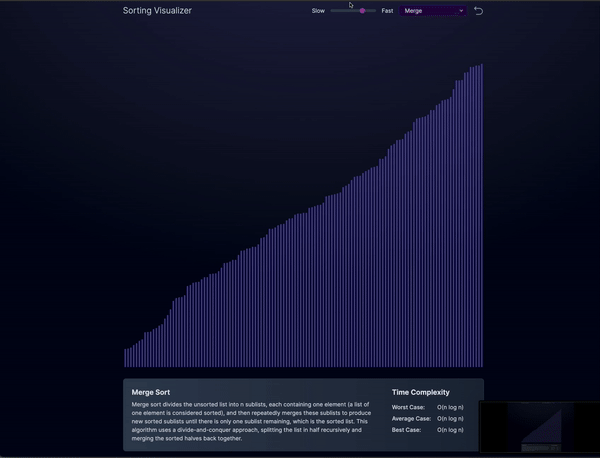 Sorting Visualizer
Slow
Fast
Merge
Merge Sort
Merge sort divides the unsorted list into n sublists, each containing one element (a list of
one element is considered sorted), and then repeatedly merges these sublists to produce
new sorted sublists until there is only one sublist remaining, which is the sorted list. This
algorithm uses a divide-and-conquer approach, splitting the list in half recursively and
merging the sorted halves back together.
Time Complexity
Worst Case: O(n log n)
Average Case: O(n log n)
Best Case: O(n log n)